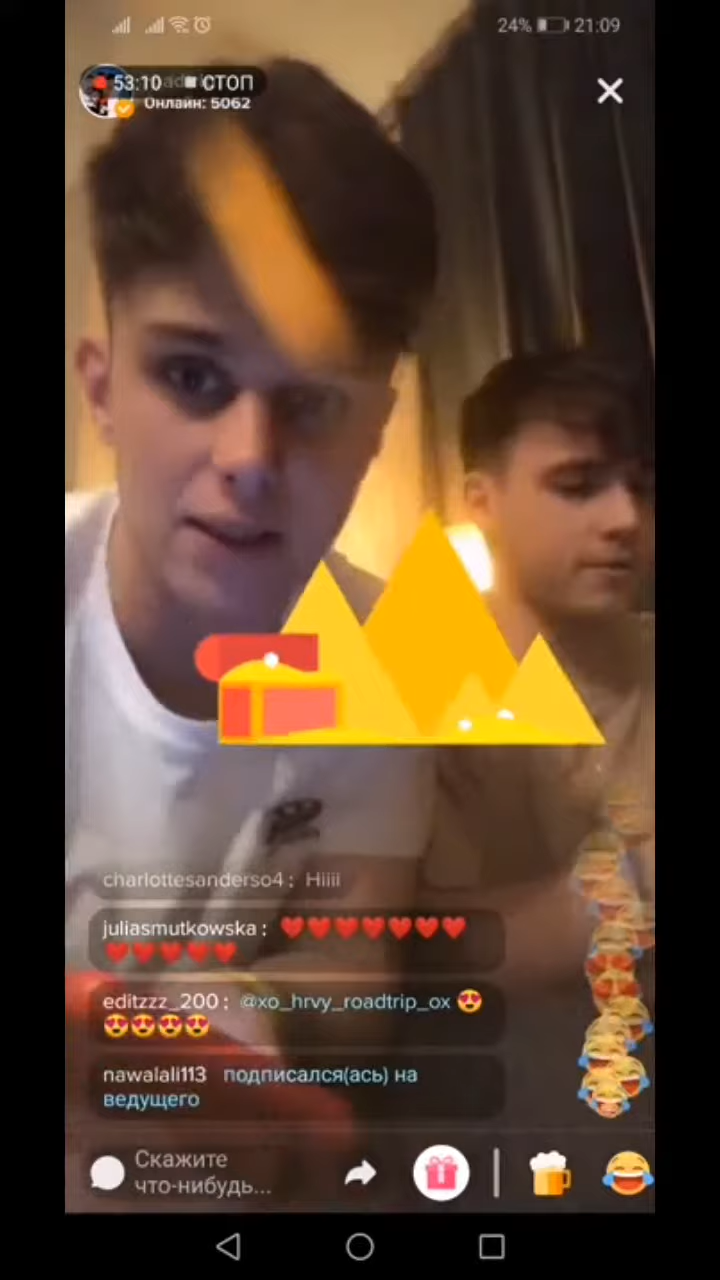 24% 21:09
53:10 СТОП
Онлайн: 5062
charlottesanderso4 : Hiiii
juliasmutkowska :
editzzz_200 : @xo_hrvy_roadtrip_ox
nawalali113 подписался(ась) на
ведущего
Скажите
что-нибудь...